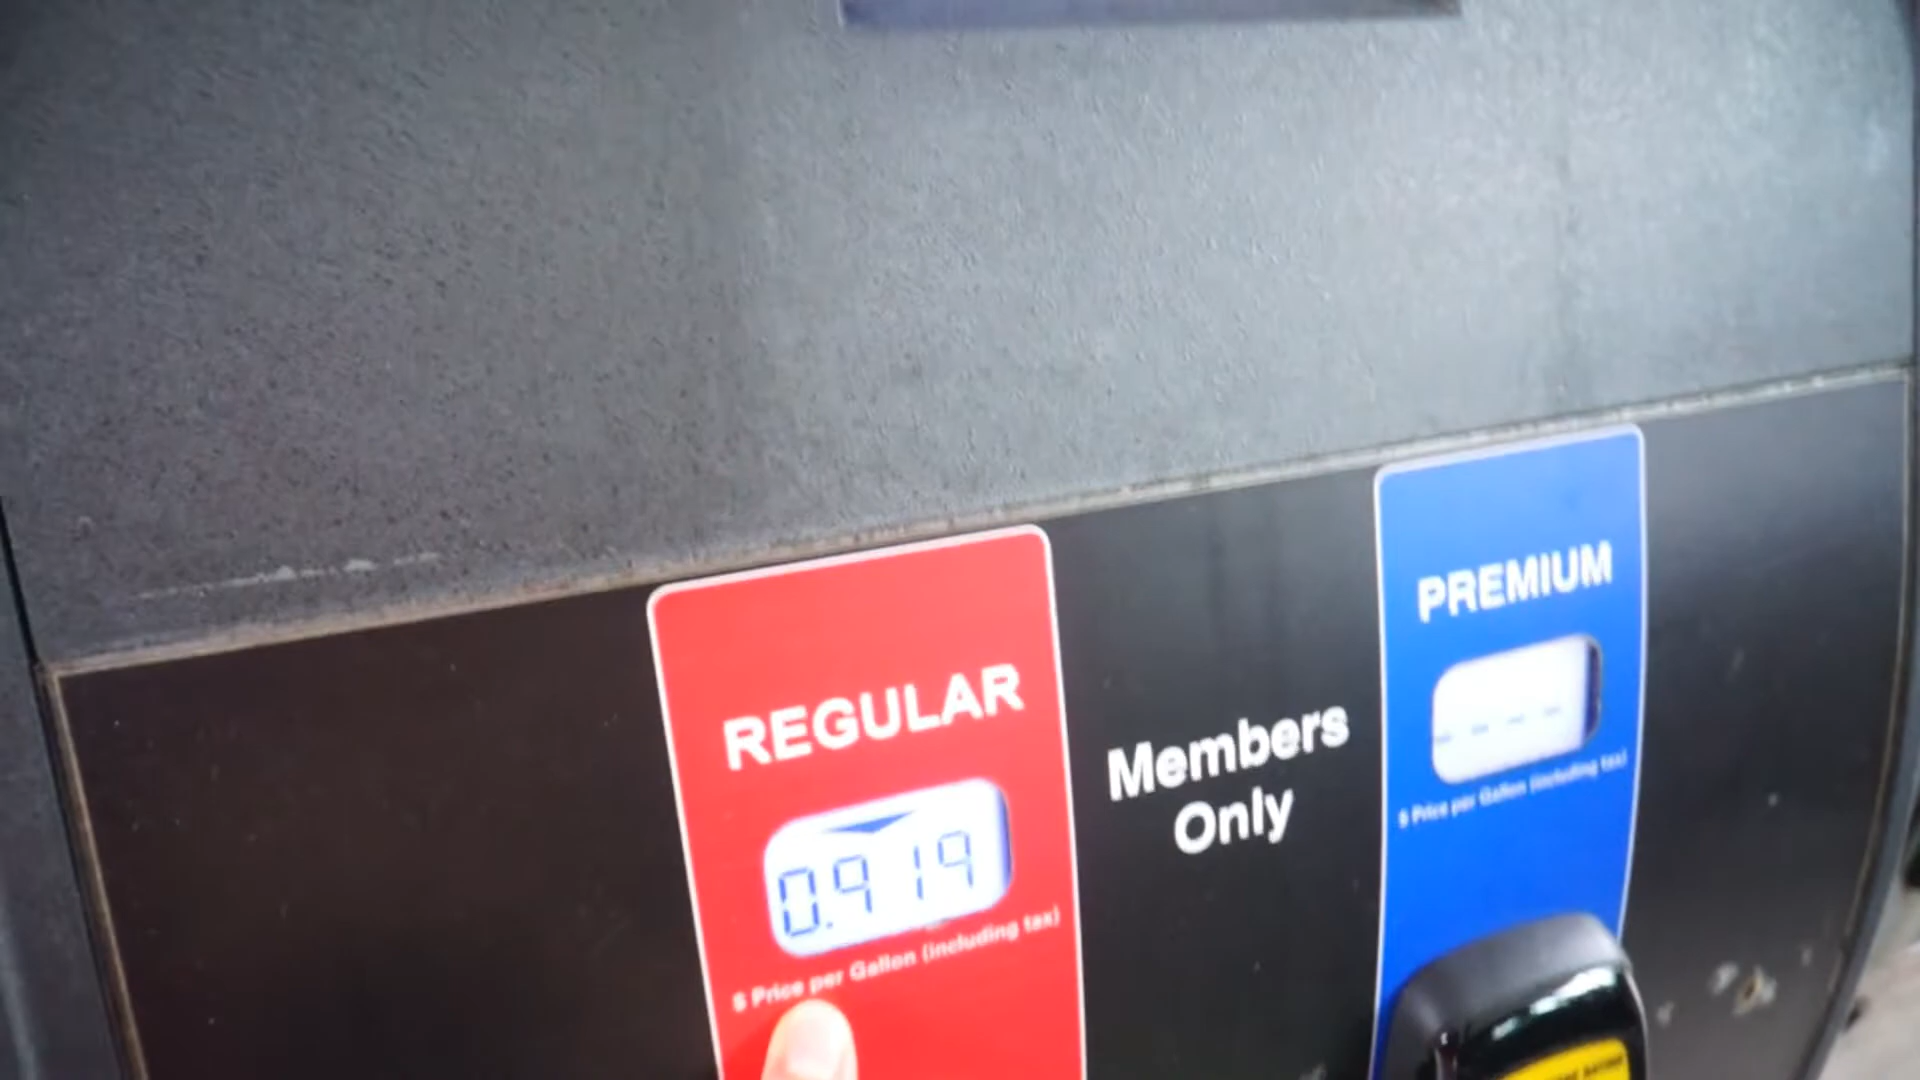 REGULAR
0.919
$ Price per Gallon (including tax)
Members
Only
PREMIUM
- - - -
$ Price per Gallon (including tax)